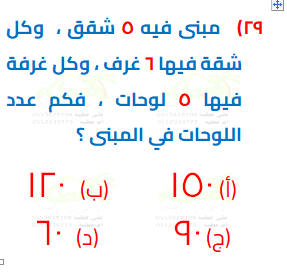 ٢٩) مبنى فيه ٥ شقق ، وكل
شقة فيها ٦ غرف ، وكل غرفة
فيها ٥ لوحات ، فكم عدد
اللوحات في المبنى ؟
(أ) ١٥٠ (ب) ١٢٠
(ج) ٩٠ (د) ٦٠